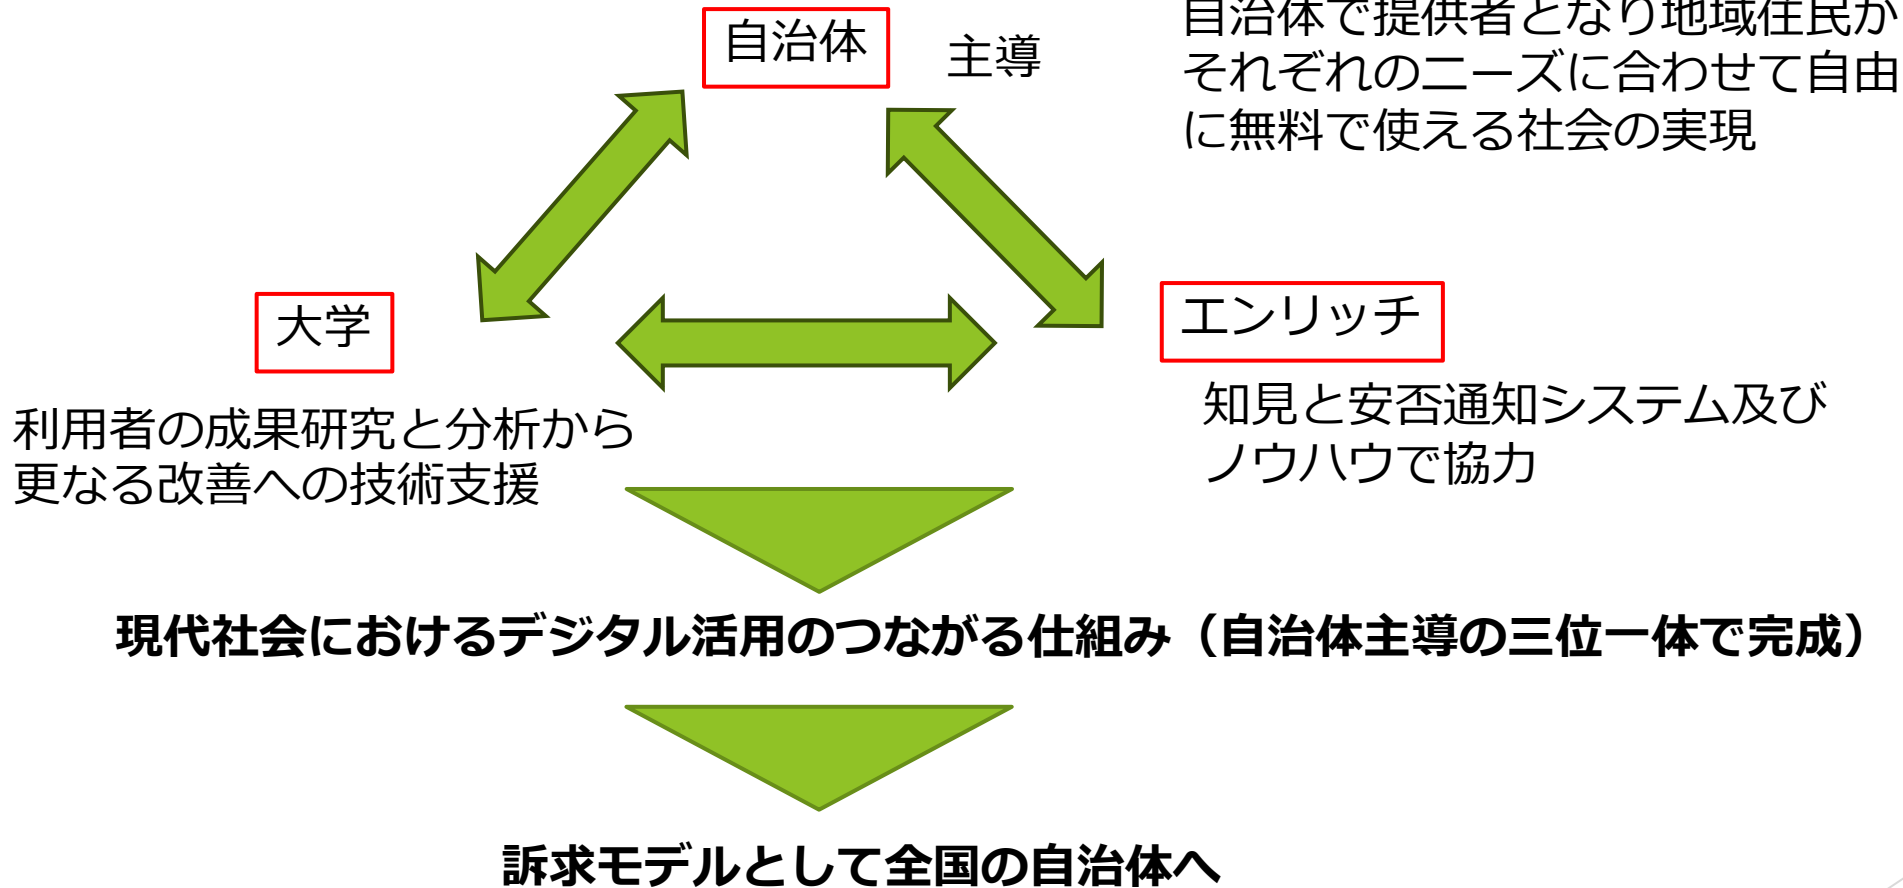 自治体
主導
自治体で提供者となり地域住民が
それぞれのニーズに合わせて自由
に無料で使える社会の実現
大学
エンリッチ
利用者の成果研究と分析から
更なる改善への技術支援
知見と安否通知システム及び
ノウハウで協力
現代社会におけるデジタル活用のつながる仕組み（自治体主導の三位一体で完成）
訴求モデルとして全国の自治体へ